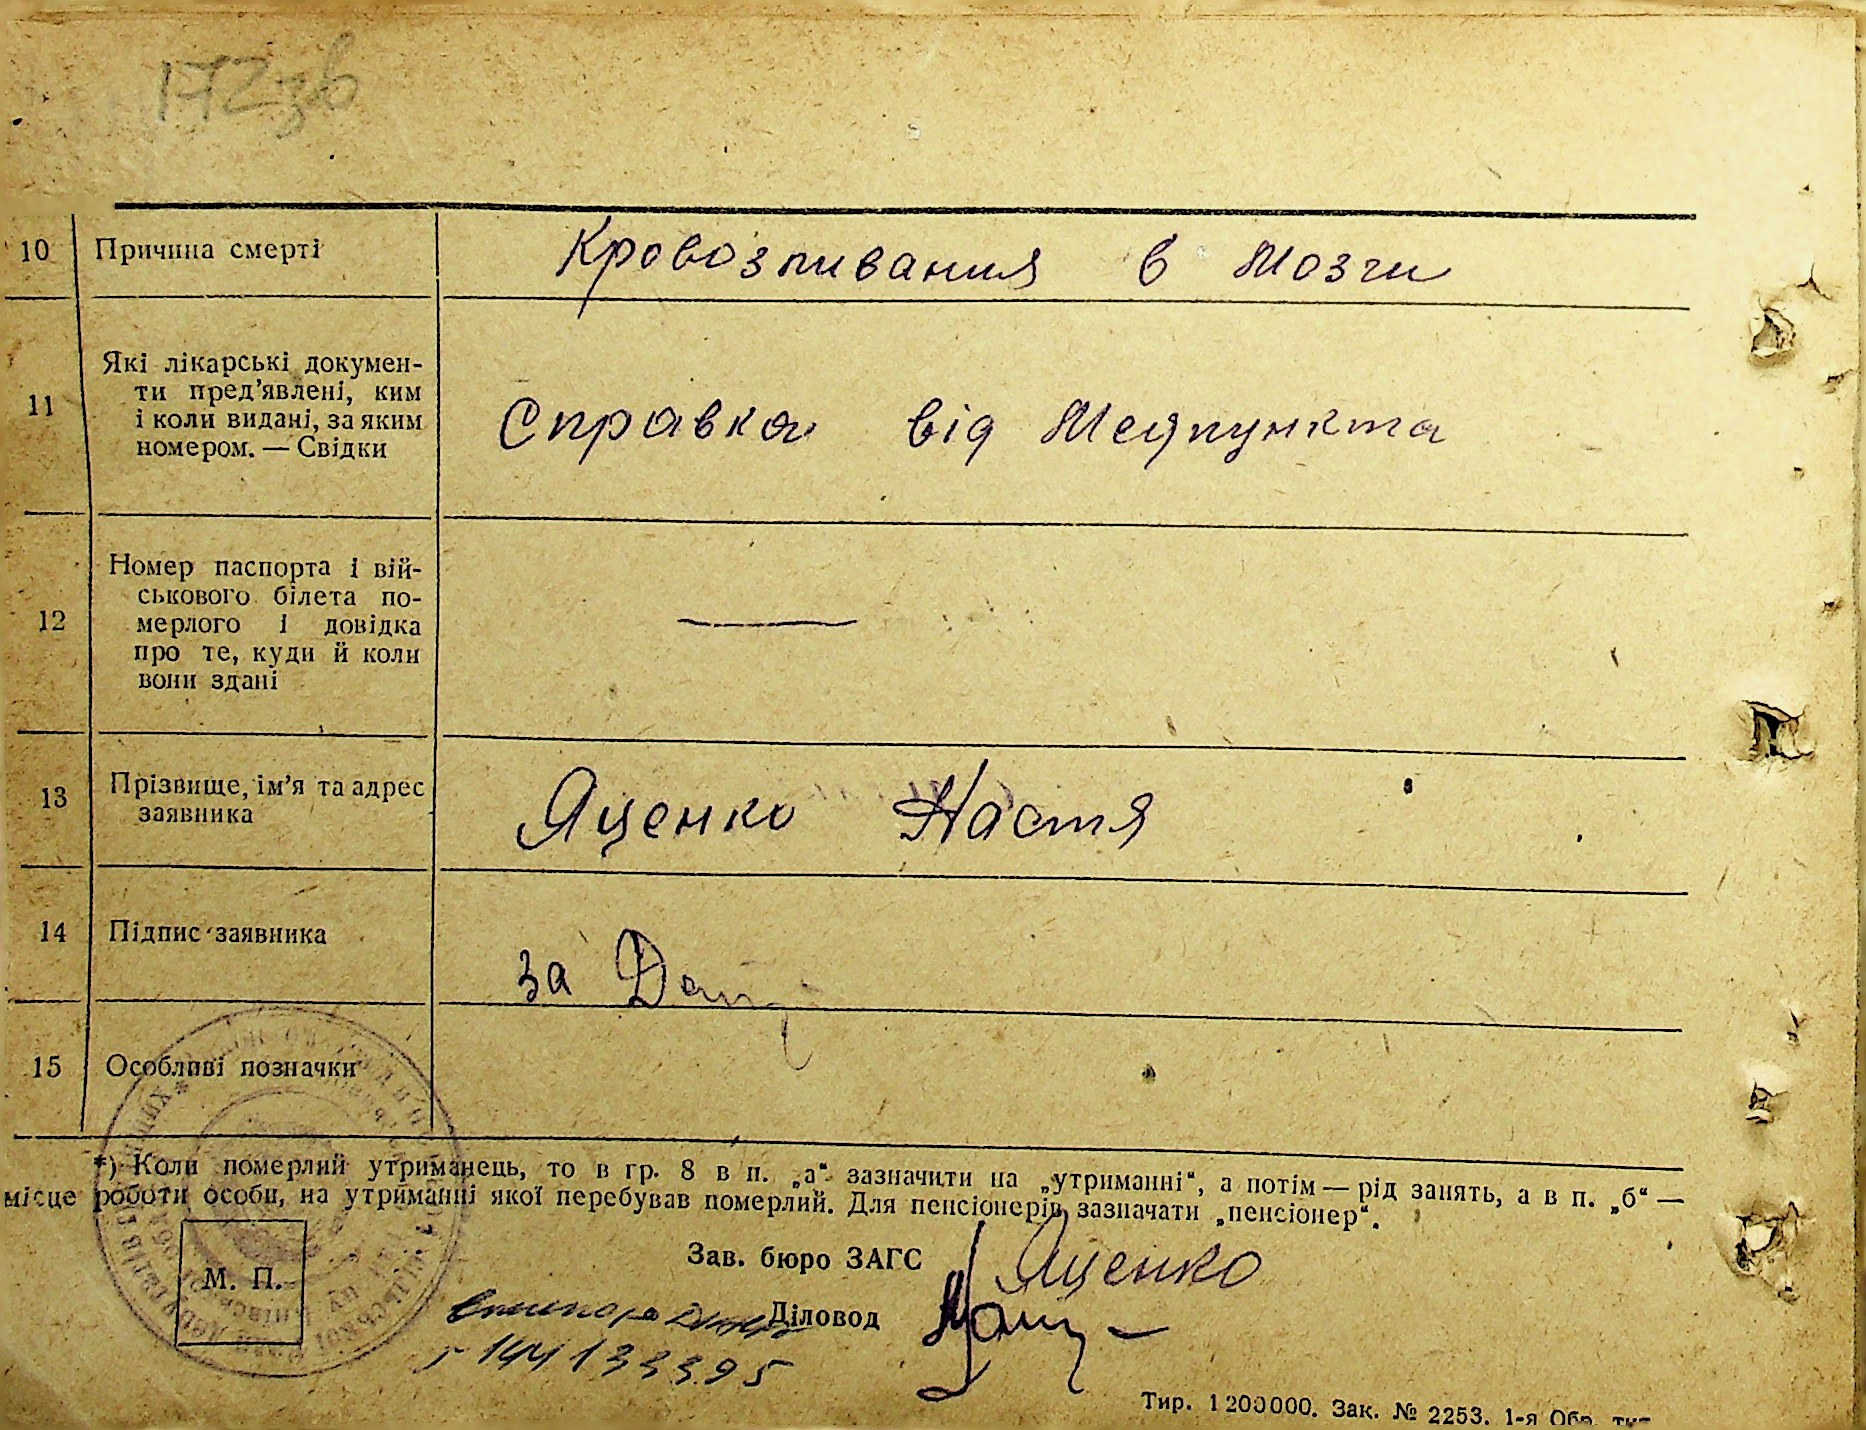 172зв
10 Причина смерті Кровозливания в Мозги
11 Які лікарські докумен-
ти пред’явлені, ким
і коли видані, за яким
номером. — Свідки
Справка від Медпункта
12 Номер паспорта і вій-
ськового білета по-
мерлого і довідка
про те, куди й коли
вони здані
—
13 Прізвище, ім’я та адрес
заявника
Яценко Настя
14 Підпис заявника
за
15 Особливі позначки
*) Коли померлий утриманець, то в гр. 8 в п. „а“ зазначити на „утриманні“, а потім — рід занять, а в п. „б“ —
місце роботи особи, на утриманні якої перебував померлий. Для пенсіонерів зазначати „пенсіонер“.
Зав. бюро ЗАГС Яценко
М. П.
Діловод
Тир. 1200000. Зак. № 2253. 1-я Обр. тип